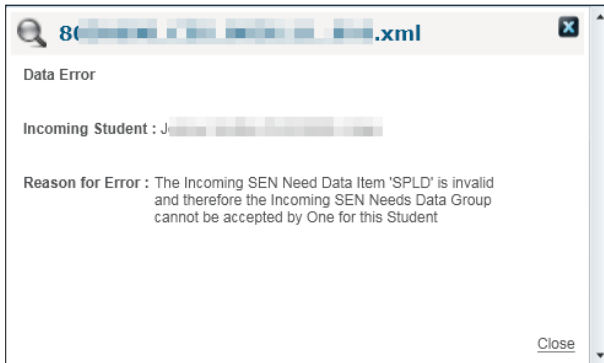 8 .xml
Data Error
Incoming Student : J
Reason for Error : The Incoming SEN Need Data Item 'SPLD' is invalid
and therefore the Incoming SEN Needs Data Group
cannot be accepted by One for this Student
Close